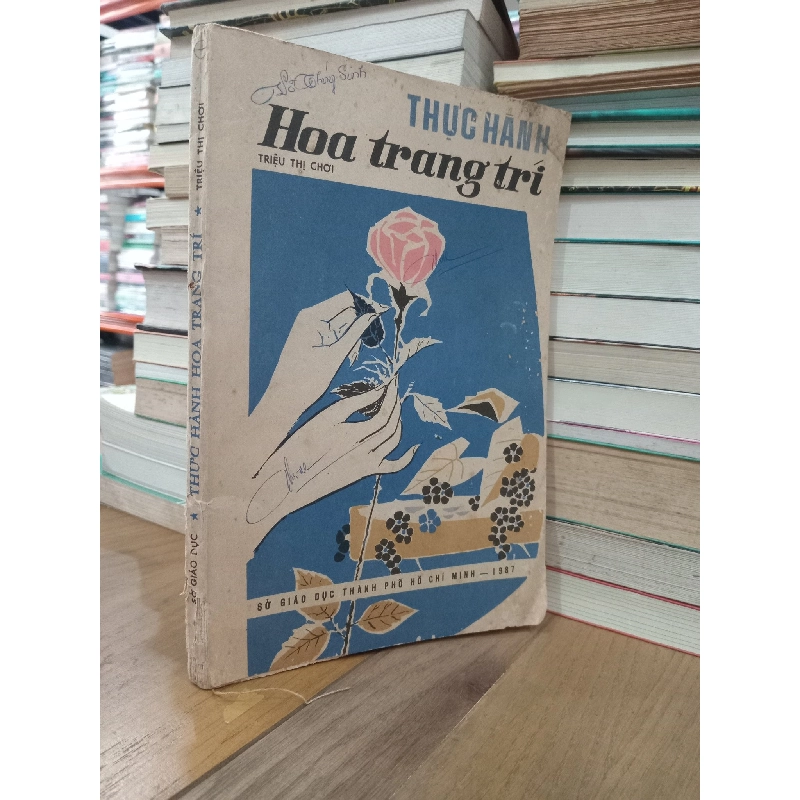 THỰC HÀNH
Hoa trang trí
TRIỆU THỊ CHƠI
SỞ GIÁO DỤC THÀNH PHỐ HỒ CHÍ MINH — 1987
SỞ GIÁO DỤC ★ THỰC HÀNH HOA TRANG TRÍ ★ TRIỆU THỊ CHƠI